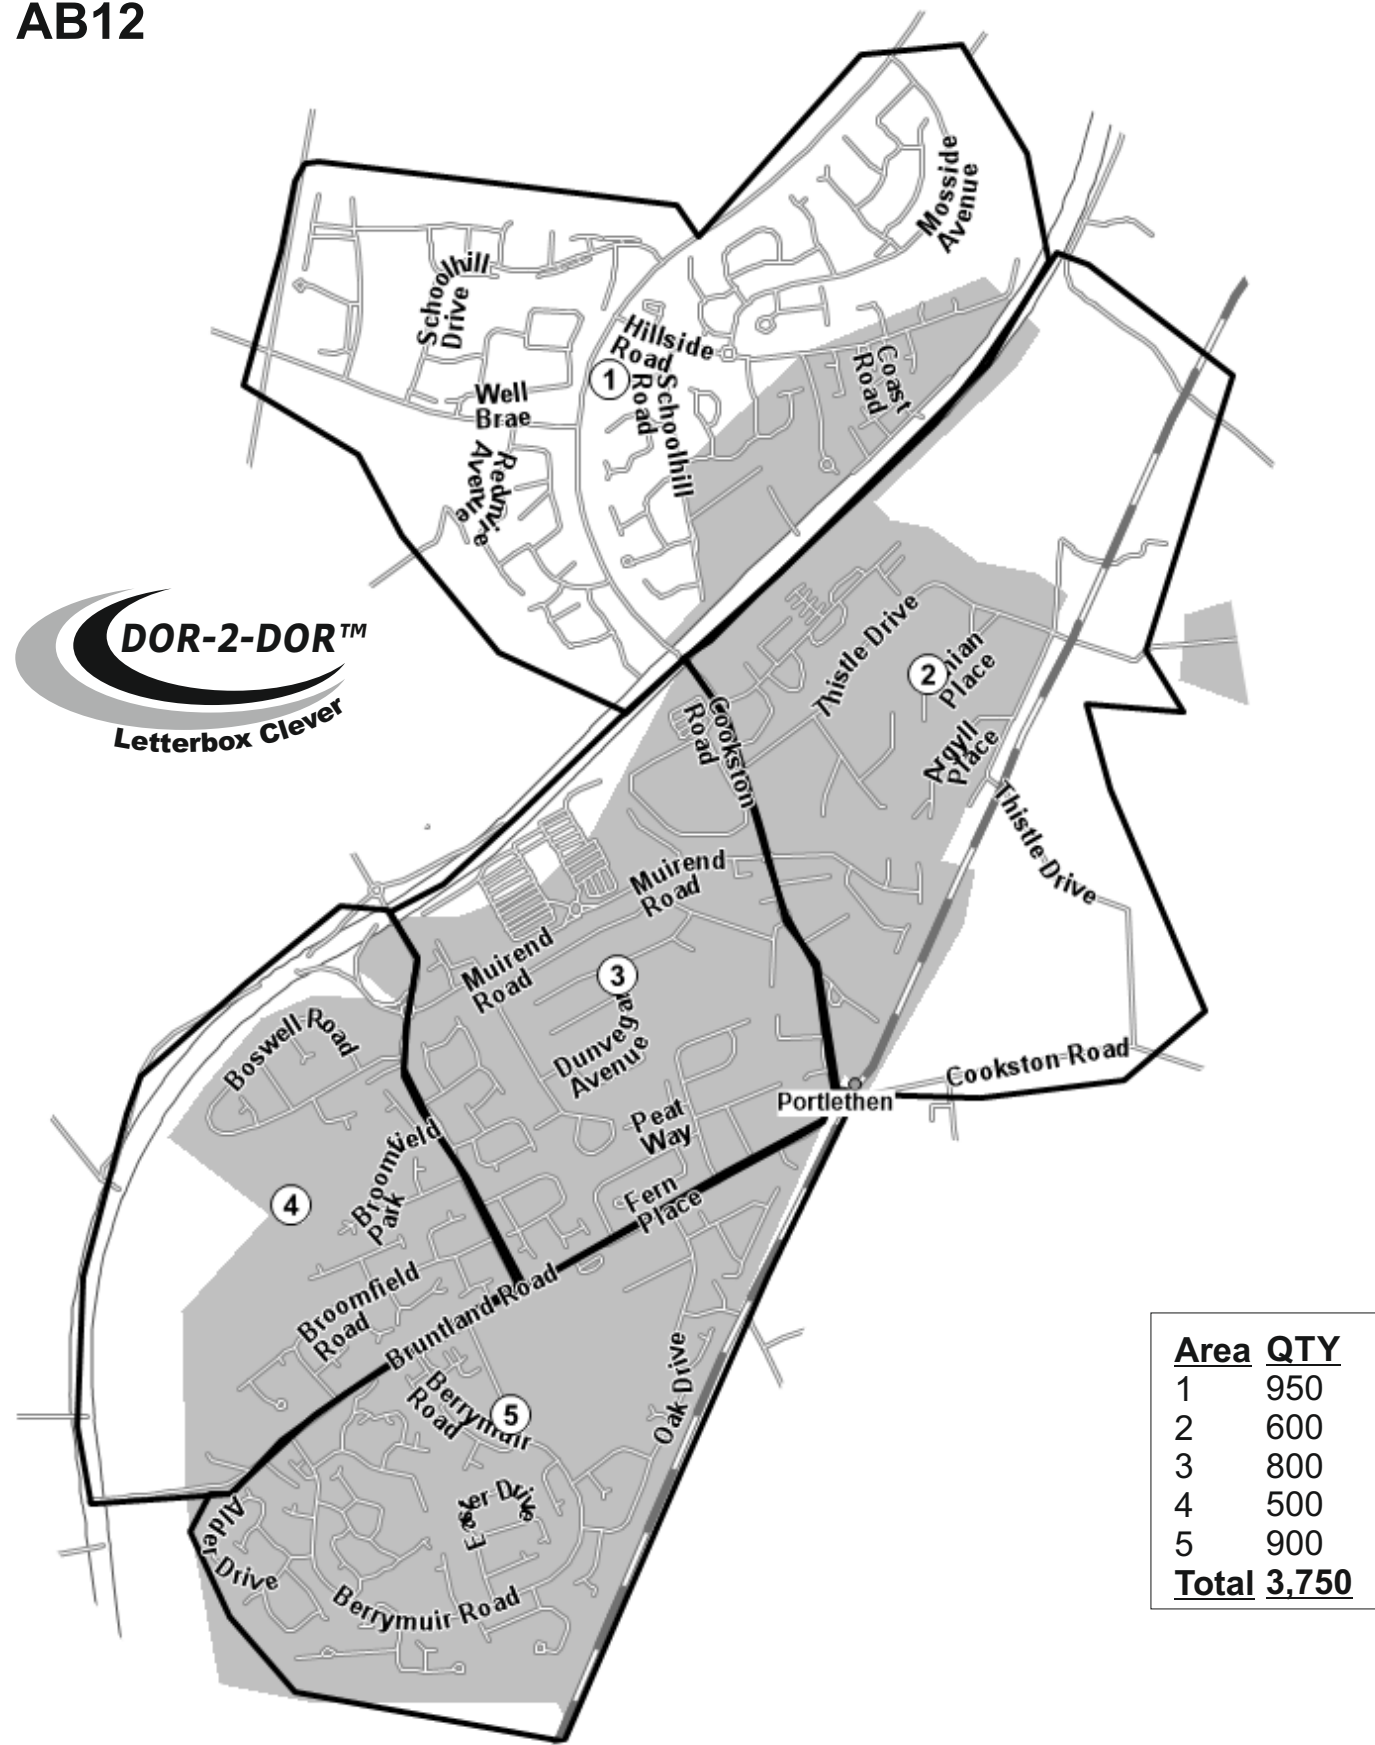 AB12
Mosside
Avenue
Schoolhill
Drive
Hillside
Road
Coast
Road
1
Schoolhill
Road
Well
Brae
Redmyre
Avenue
DOR-2-DOR™
Letterbox Clever
Thistle Drive
2
Place
Cookston
Road
Argyll
Place
Thistle Drive
Muirend
Road
Muirend
Road
3
Boswell Road
Avenue
Cookston Road
Portlethen
Peat
Way
Broomfield
Park
4
Fern
Place
Broomfield
Road
Bruntland Road
Oak Drive
Berrymuir
Road
5
Drive
Alder Drive
Berrymuir Road
Area QTY
1 950
2 600
3 800
4 500
5 900
Total 3,750